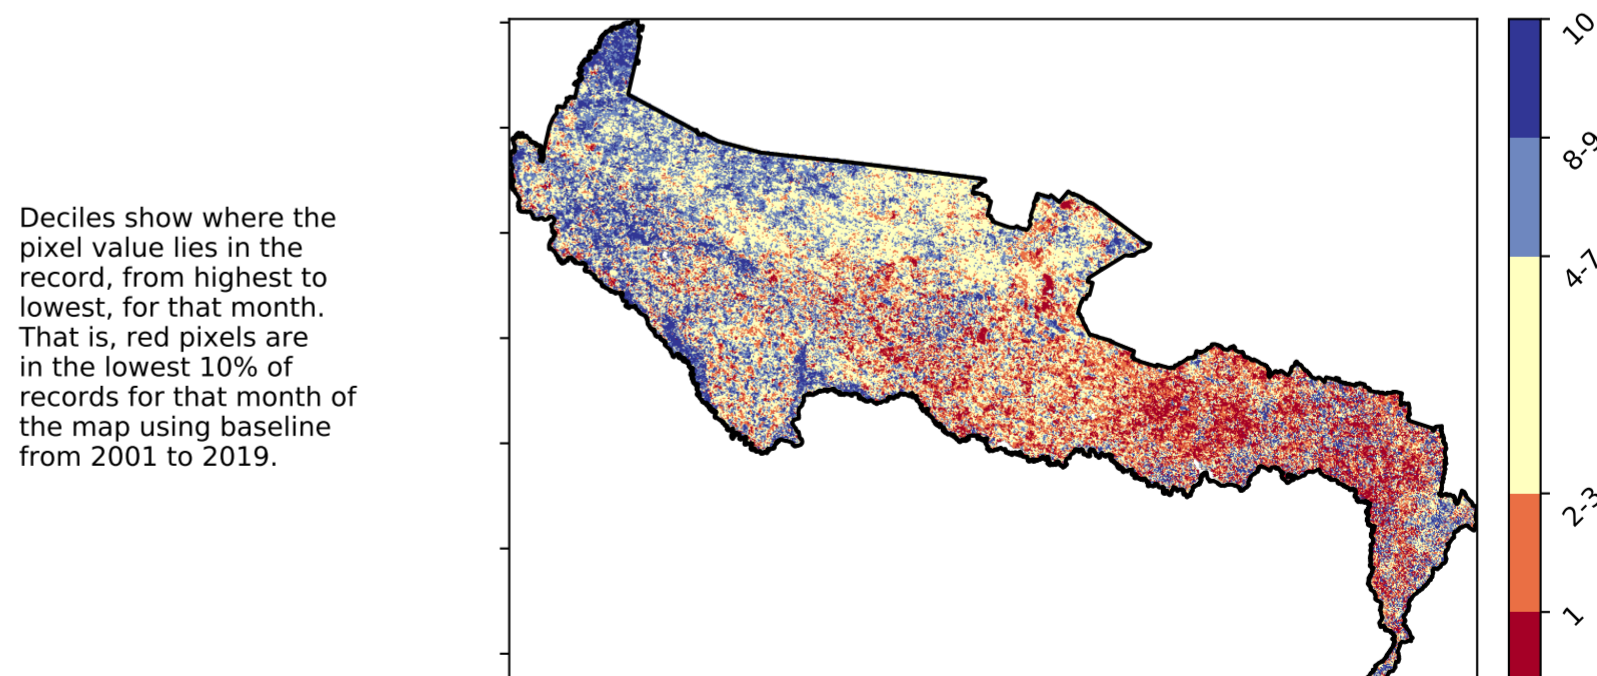 Deciles show where the
pixel value lies in the
record, from highest to
lowest, for that month.
That is, red pixels are
in the lowest 10% of
records for that month of
the map using baseline
from 2001 to 2019.
10
8-9
4-7
2-3
1